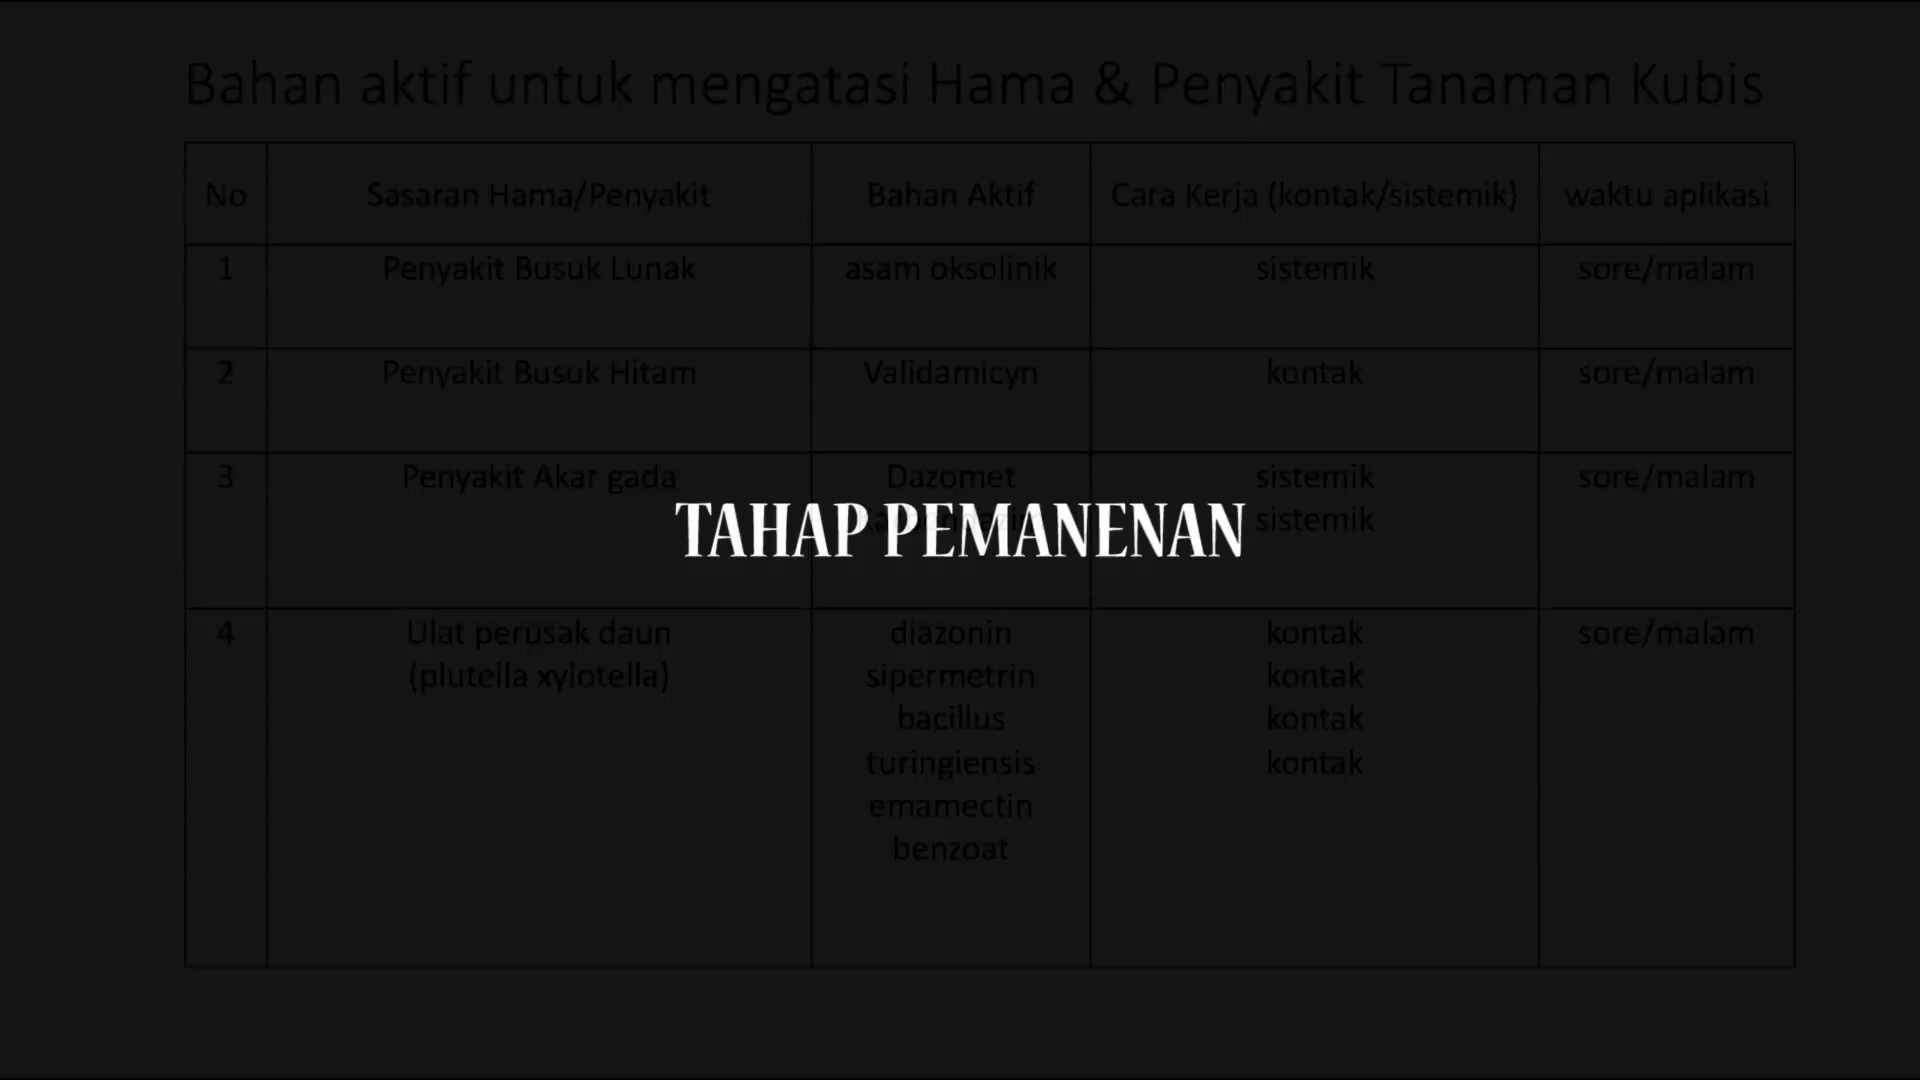 Bahan aktif untuk mengatasi Hama & Penyakit Tanaman Kubis
No Sasaran Hama/Penyakit Bahan Aktif Cara Kerja (kontak/sistemik) waktu aplikasi
1 Penyakit Busuk Lunak asam oksolinik sistemik sore/malam
2 Penyakit Busuk Hitam Validamicyn kontak sore/malam
3 Penyakit Akar gada Dazomet sistemik sore/malam
sistemik
TAHAP PEMANENAN
4 Ulat perusak daun diazonin kontak sore/malam
(plutella xylotella) sipermetrin kontak
bacillus kontak
turingiensis kontak
emamectin
benzoat